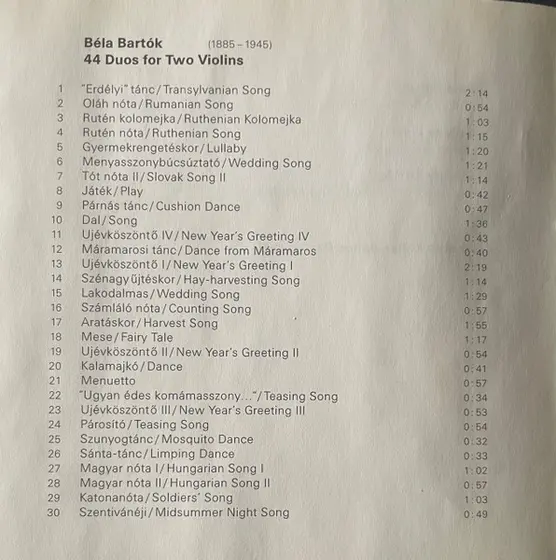 Béla Bartók (1885–1945)
44 Duos for Two Violins
1 "Erdélyi" tánc/Transylvanian Song 2:14
2 Oláh nóta/Rumanian Song 0:54
3 Rutén kolomejka/Ruthenian Kolomejka 1:03
4 Rutén nóta/Ruthenian Song 1:15
5 Gyermekrengetéskor/Lullaby 1:20
6 Menyasszonybúcsúztató/Wedding Song 1:21
7 Tót nóta II/Slovak Song II 1:14
8 Játék/Play 0:42
9 Párnás tánc/Cushion Dance 0:47
10 Dal/Song 1:36
11 Ujévköszöntő IV/New Year's Greeting IV 0:43
12 Máramarosi tánc/Dance from Máramaros 0:40
13 Ujévköszöntő I/New Year's Greeting I 2:19
14 Szénagyűjtéskor/Hay-harvesting Song 1:14
15 Lakodalmas/Wedding Song 1:29
16 Számláló nóta/Counting Song 0:57
17 Aratáskor/Harvest Song 1:55
18 Mese/Fairy Tale 1:17
19 Ujévköszöntő II/New Year's Greeting II 0:54
20 Kalamajkó/Dance 0:41
21 Menuetto 0:57
22 "Ugyan édes komámasszony..."/Teasing Song 0:34
23 Ujévköszöntő III/New Year's Greeting III 0:53
24 Párosító/Teasing Song 0:54
25 Szunyogtánc/Mosquito Dance 0:32
26 Sánta-tánc/Limping Dance 0:33
27 Magyar nóta I/Hungarian Song I 1:02
28 Magyar nóta II/Hungarian Song II 0:57
29 Katonanóta/Soldiers' Song 1:03
30 Szentivánéji/Midsummer Night Song 0:49